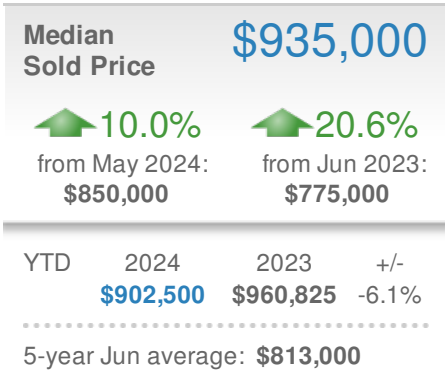 Median $935,000
Sold Price
10.0% 20.6%
from May 2024: from Jun 2023:
$850,000 $775,000
YTD 2024 2023 +/-
$902,500 $960,825 -6.1%
5-year Jun average: $813,000